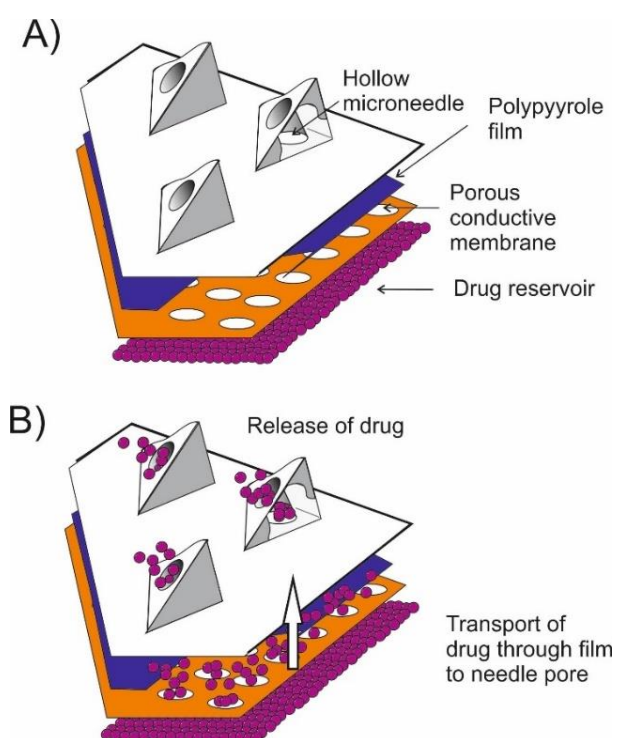 A)
Hollow
microneedle
Polypyyrole
film
Porous
conductive
membrane
Drug reservoir
B)
Release of drug
Transport of
drug through film
to needle pore